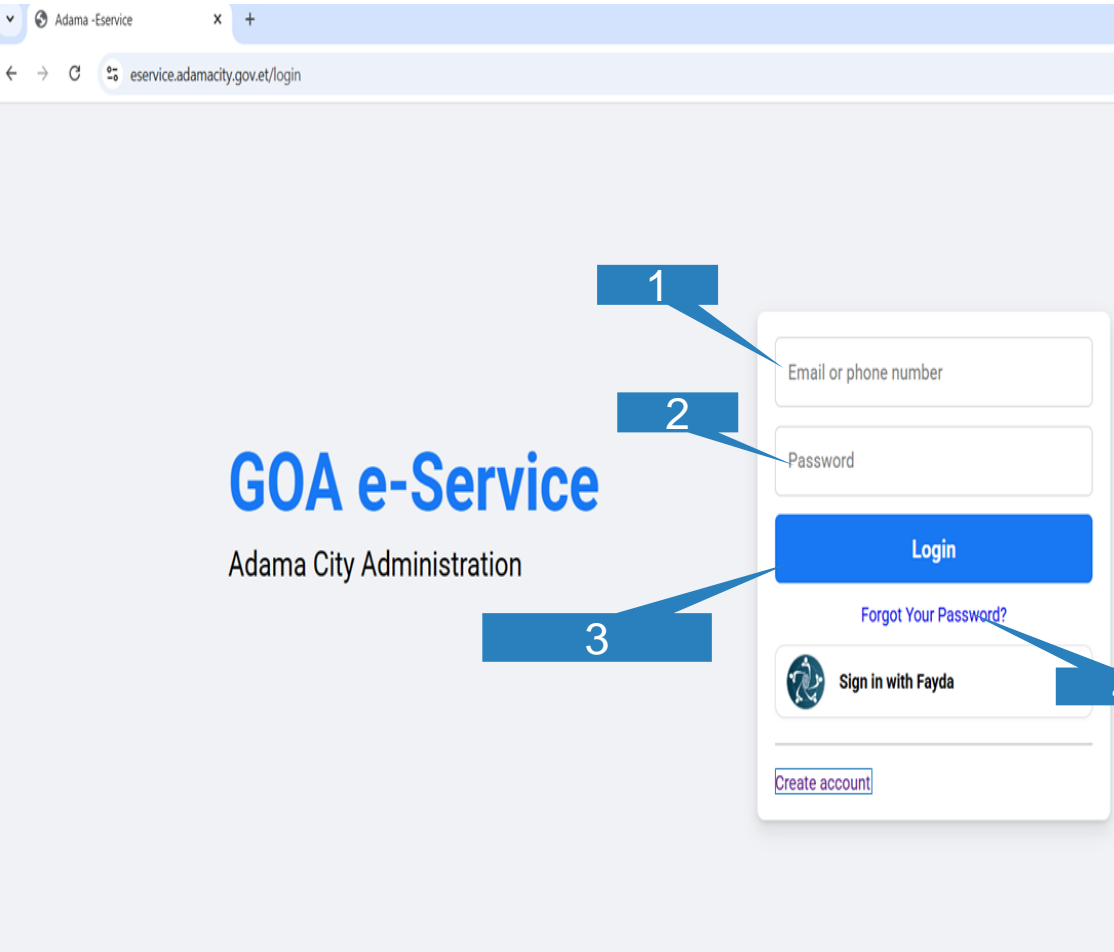 Adama -Eservice
eservice.adamacity.gov.et/login
1
Email or phone number
2
Password
GOA e-Service
Adama City Administration
Login
3
Forgot Your Password?
Sign in with Fayda
Create account